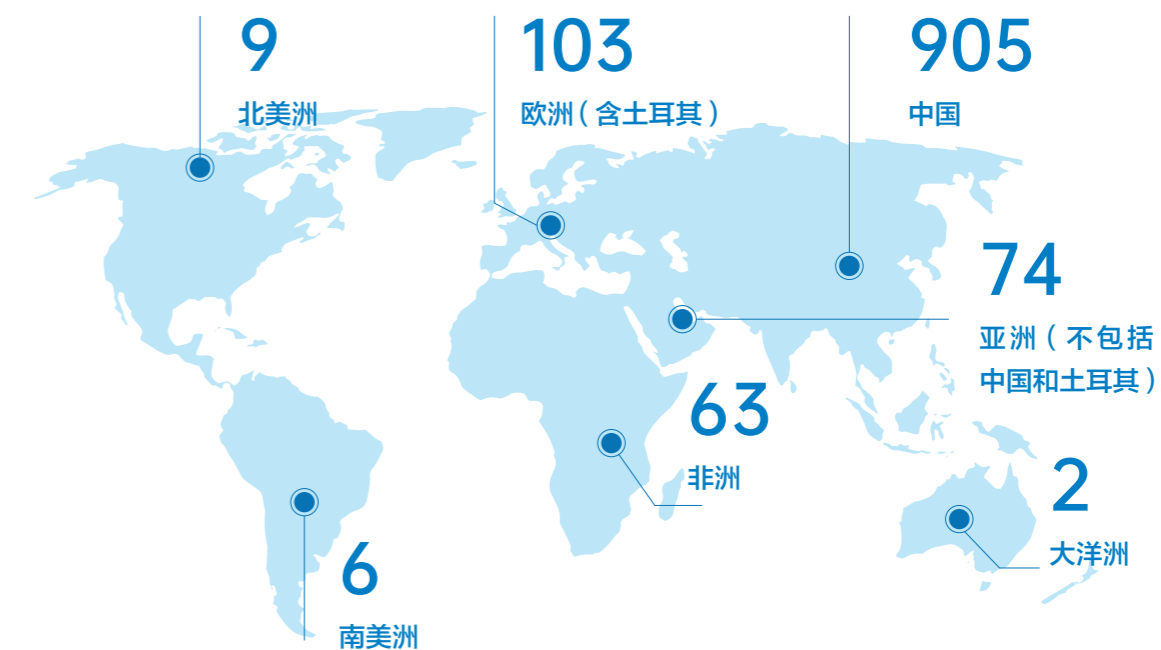 9
北美洲
103
欧洲（含土耳其）
905
中国
74
亚洲（不包括
中国和土耳其）
63
非洲
2
大洋洲
6
南美洲